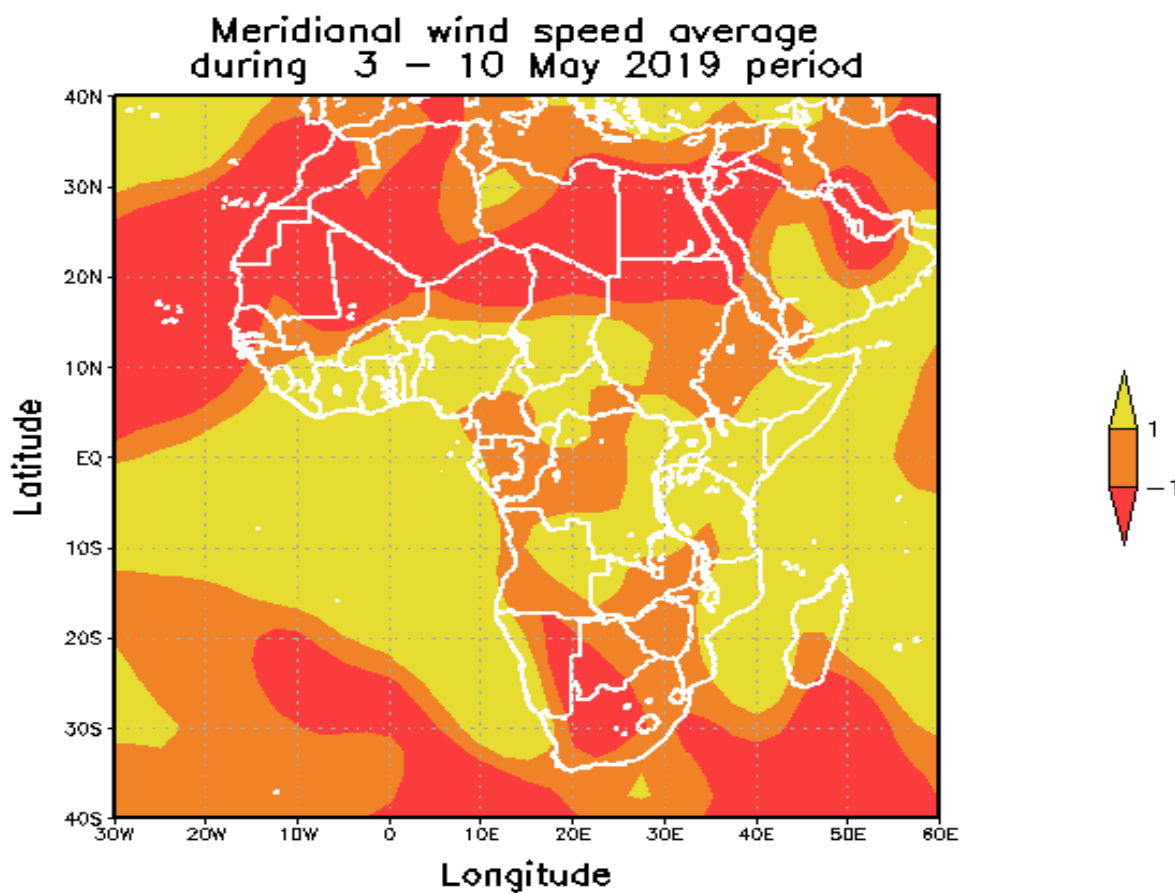 Meridianal wind speed average
during 3 - 10 May 2019 period
40N
30N
20N
10N
EQ
10S
20S
30S
40S
Latitude
30W 20W 10W 0 10E 20E 30E 40E 50E 60E
Longitude
1
-1